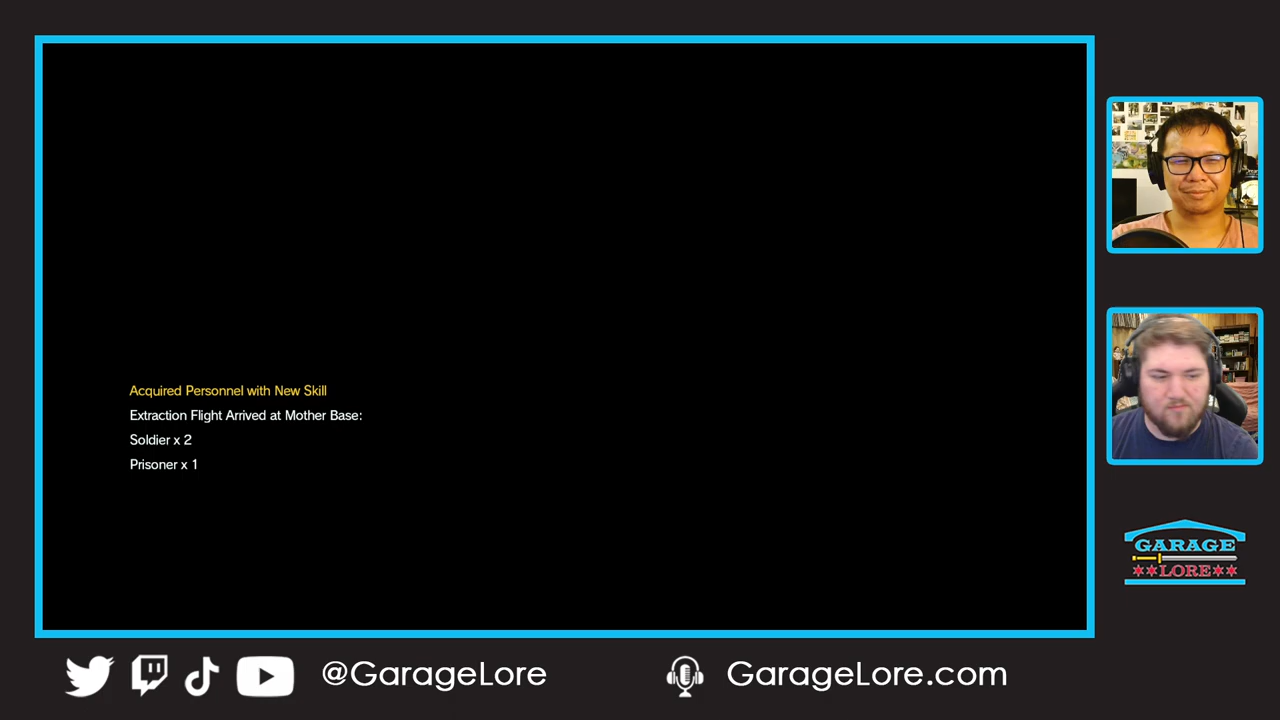 Acquired Personnel with New Skill
Extraction Flight Arrived at Mother Base:
Soldier x 2
Prisoner x 1
GARAGE
**LORE**
@GarageLore
GarageLore.com